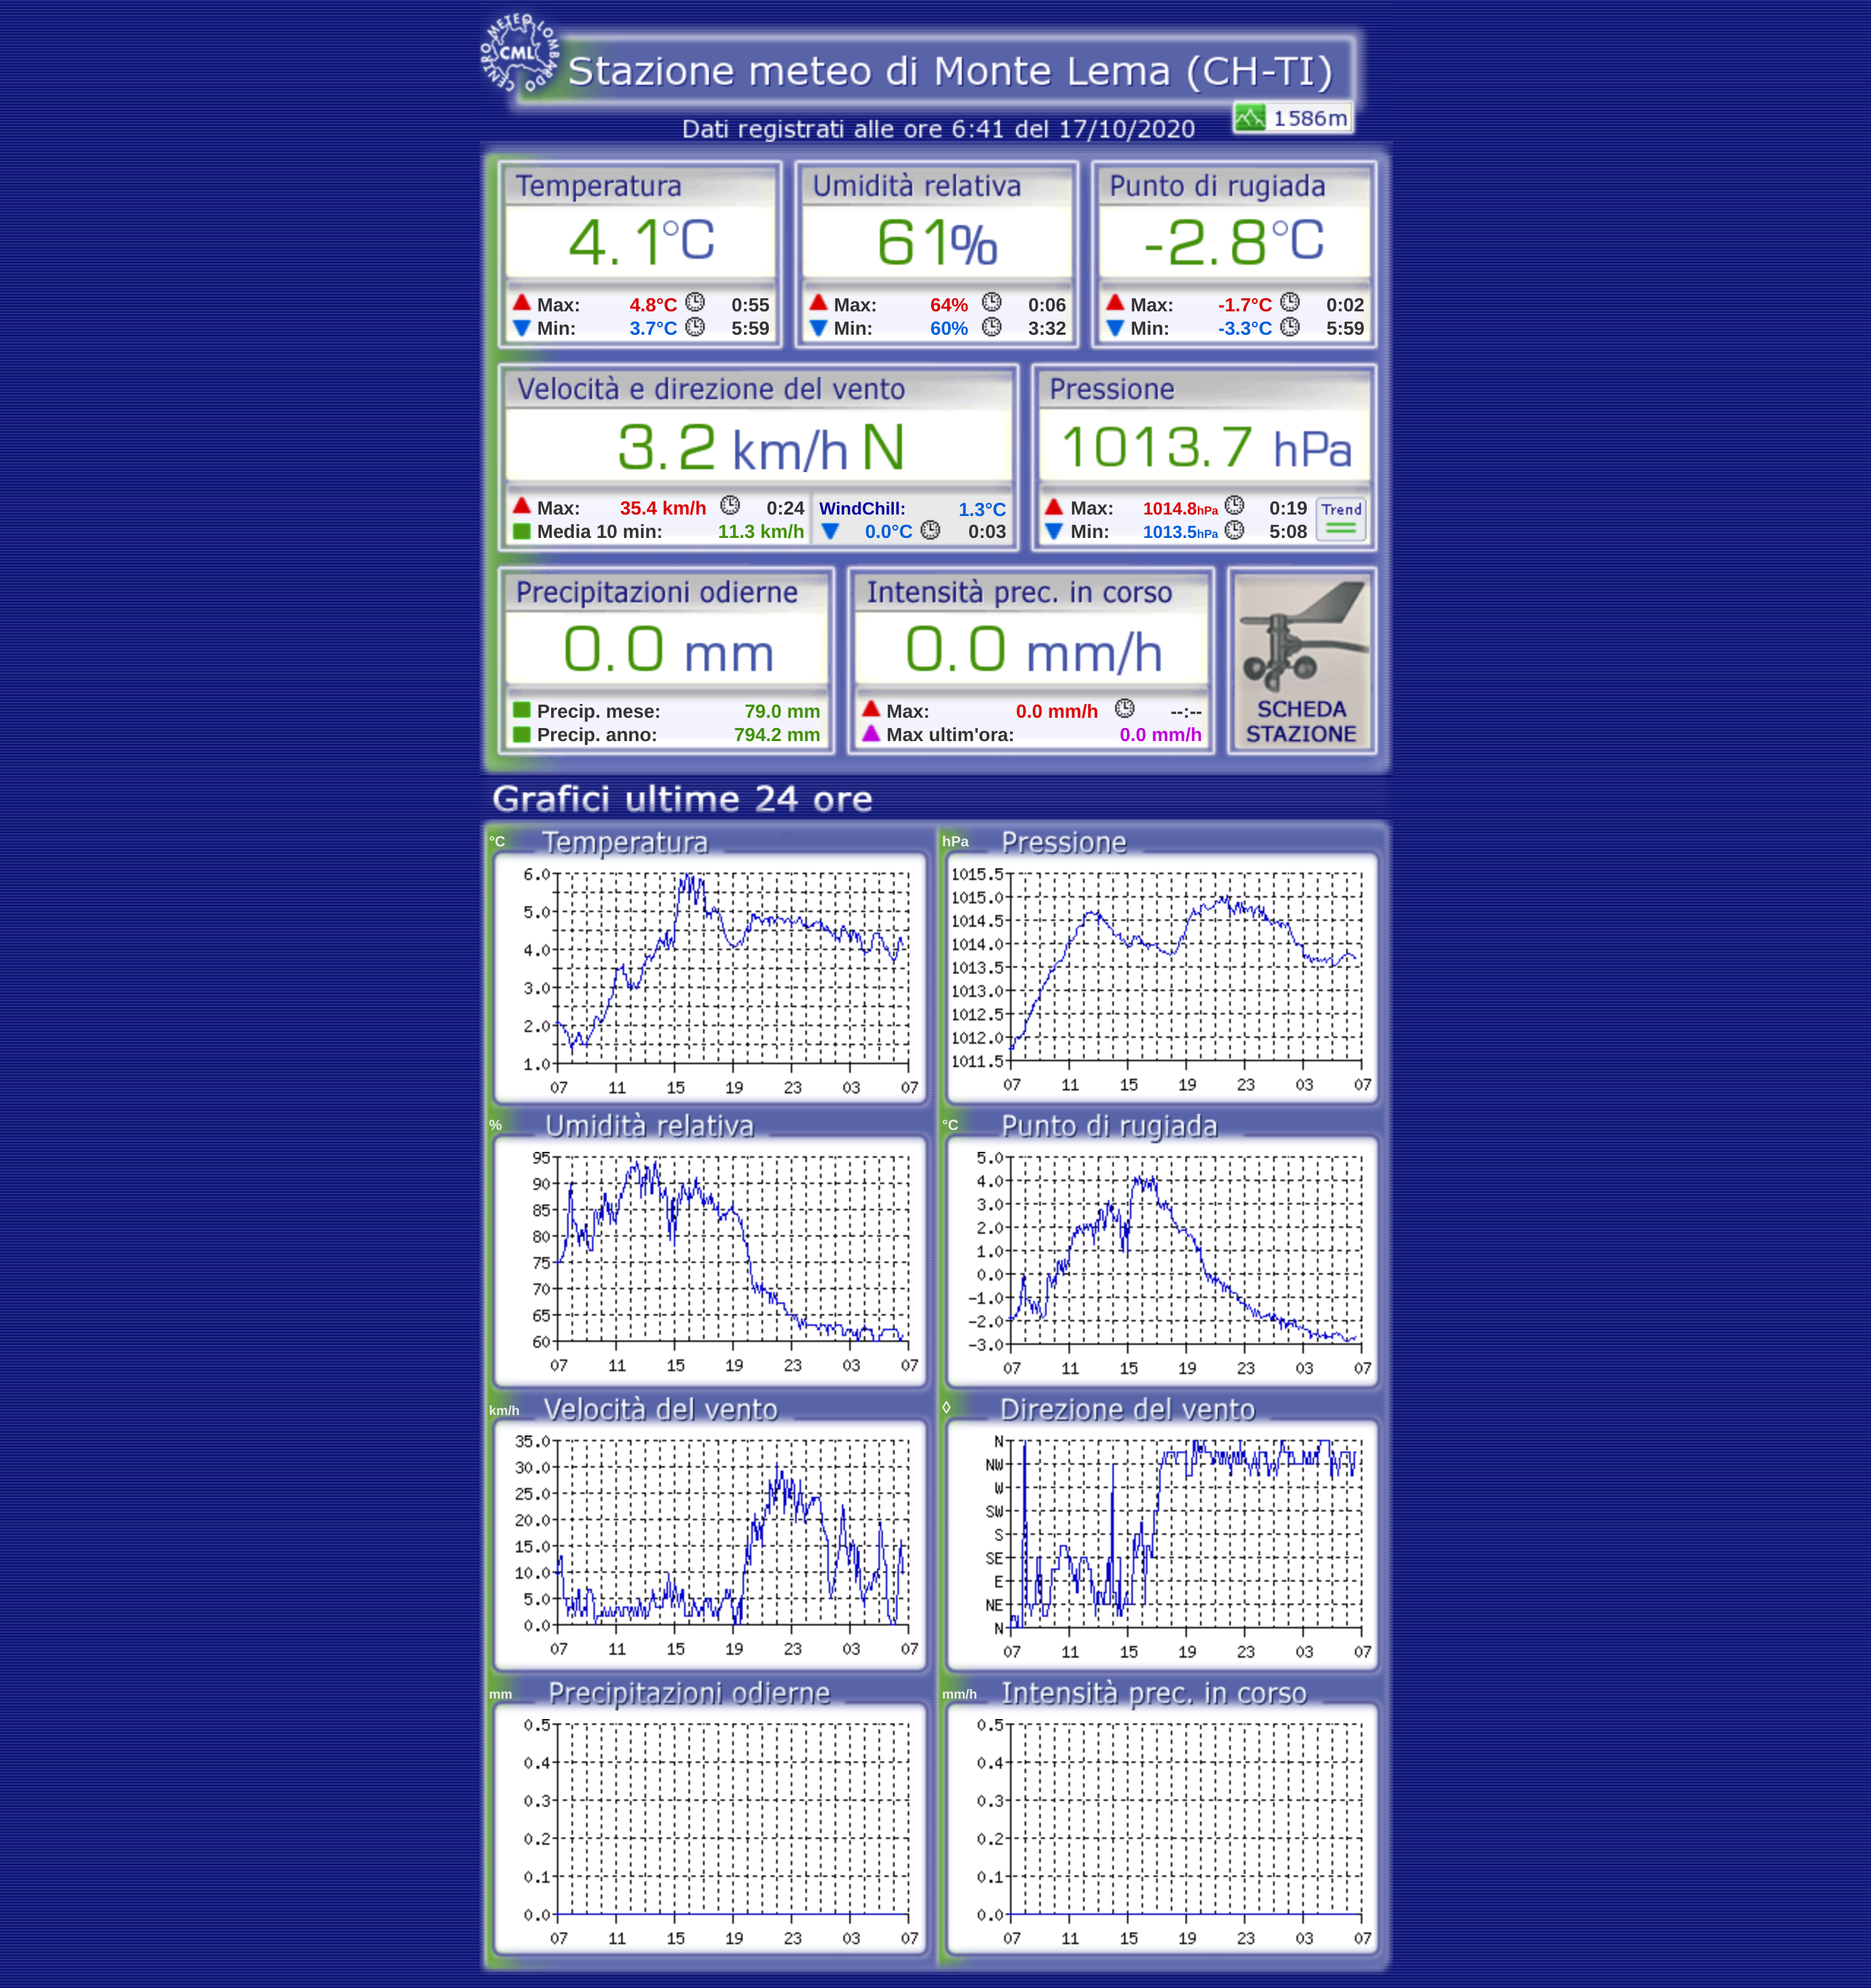 CENTRO METEO LOMBARDO
CML
Stazione meteo di Monte Lema (CH-TI)
1586m
Dati registrati alle ore 6:41 del 17/10/2020
Temperatura
4.1°C
Max: 4.8°C 0:55
Min: 3.7°C 5:59
Umidità relativa
61%
Max: 64% 0:06
Min: 60% 3:32
Punto di rugiada
-2.8°C
Max: -1.7°C 0:02
Min: -3.3°C 5:59
Velocità e direzione del vento
3.2 km/h N
Max: 35.4 km/h 0:24
Media 10 min: 11.3 km/h
WindChill: 1.3°C
0.0°C 0:03
Pressione
1013.7 hPa
Max: 1014.8hPa 0:19
Min: 1013.5hPa 5:08
Trend
Precipitazioni odierne
0.0 mm
Precip. mese: 79.0 mm
Precip. anno: 794.2 mm
Intensità prec. in corso
0.0 mm/h
Max: 0.0 mm/h --:--
Max ultim'ora: 0.0 mm/h
SCHEDA
STAZIONE
Grafici ultime 24 ore
°C Temperatura
6.0
5.0
4.0
3.0
2.0
1.0
07 11 15 19 23 03 07
hPa Pressione
1015.5
1015.0
1014.5
1014.0
1013.5
1013.0
1012.5
1012.0
1011.5
07 11 15 19 23 03 07
% Umidità relativa
95
90
85
80
75
70
65
60
07 11 15 19 23 03 07
°C Punto di rugiada
5.0
4.0
3.0
2.0
1.0
0.0
-1.0
-2.0
-3.0
07 11 15 19 23 03 07
km/h Velocità del vento
35.0
30.0
25.0
20.0
15.0
10.0
5.0
0.0
07 11 15 19 23 03 07
◊ Direzione del vento
N
NW
W
SW
S
SE
E
NE
N
07 11 15 19 23 03 07
mm Precipitazioni odierne
0.5
0.4
0.3
0.2
0.1
0.0
07 11 15 19 23 03 07
mm/h Intensità prec. in corso
0.5
0.4
0.3
0.2
0.1
0.0
07 11 15 19 23 03 07